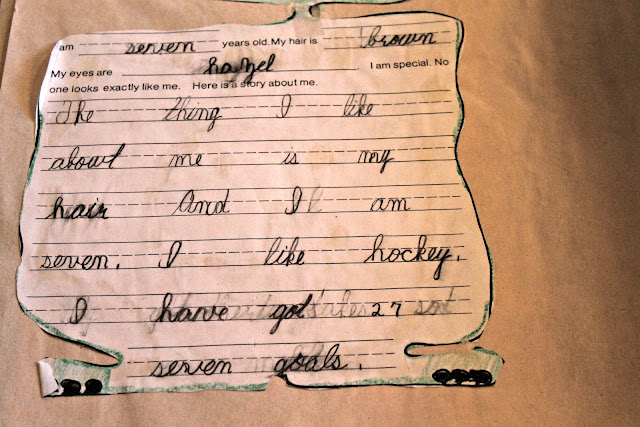 am seven years old. My hair is brown
My eyes are hazel I am special. No
one looks exactly like me. Here is a story about me.
The thing I like
about me is my
hair And I am
seven. I like hockey.
I have got 27
seven goals.